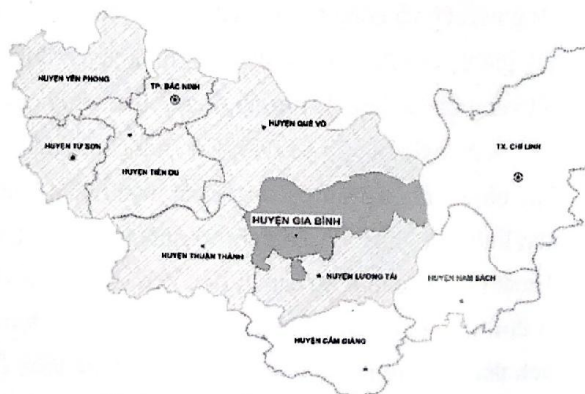 HUYỆN YÊN PHONG
TP. BẮC NINH
HUYỆN QUẾ VÕ
HUYỆN TỪ SƠN
HUYỆN TIÊN DU
TX. CHÍ LINH
HUYỆN GIA BÌNH
HUYỆN THUẬN THÀNH
HUYỆN LƯƠNG TÀI
HUYỆN NAM SÁCH
HUYỆN CẨM GIÀNG